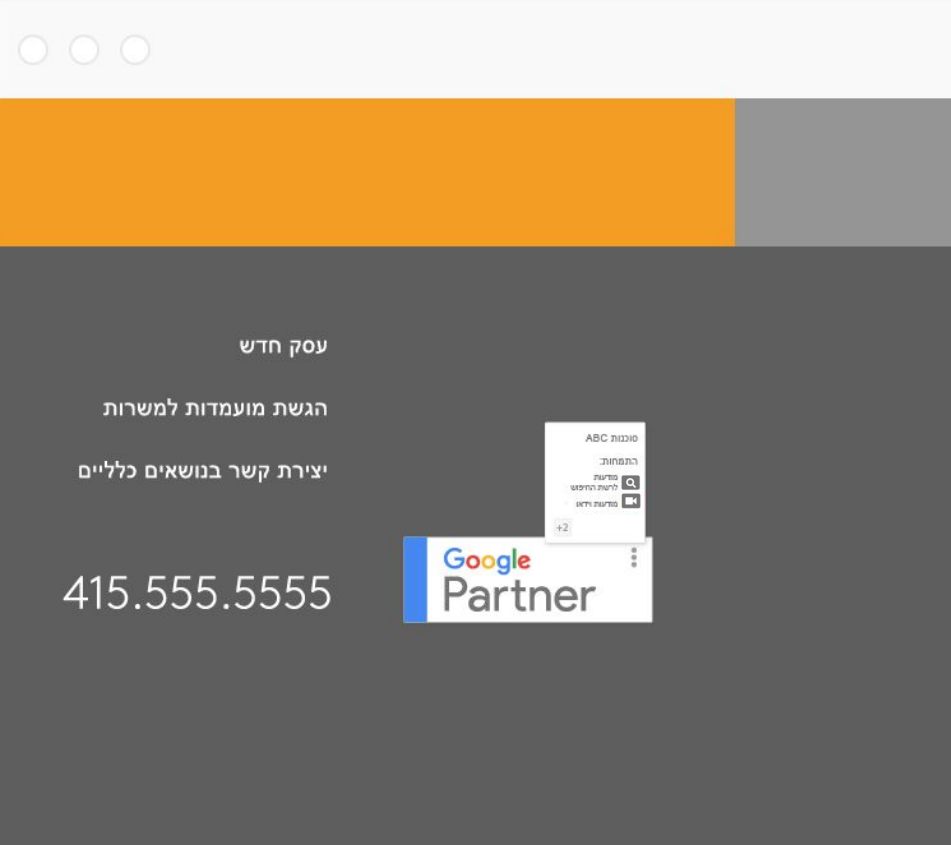 עסק חדש
הגשת מועמדות למשרות
יצירת קשר בנושאים כלליים
415.555.5555
סוכנות ABC
התמחות:
מודעות
לרשת החיפוש
מודעות וידאו
+2
Google
Partner